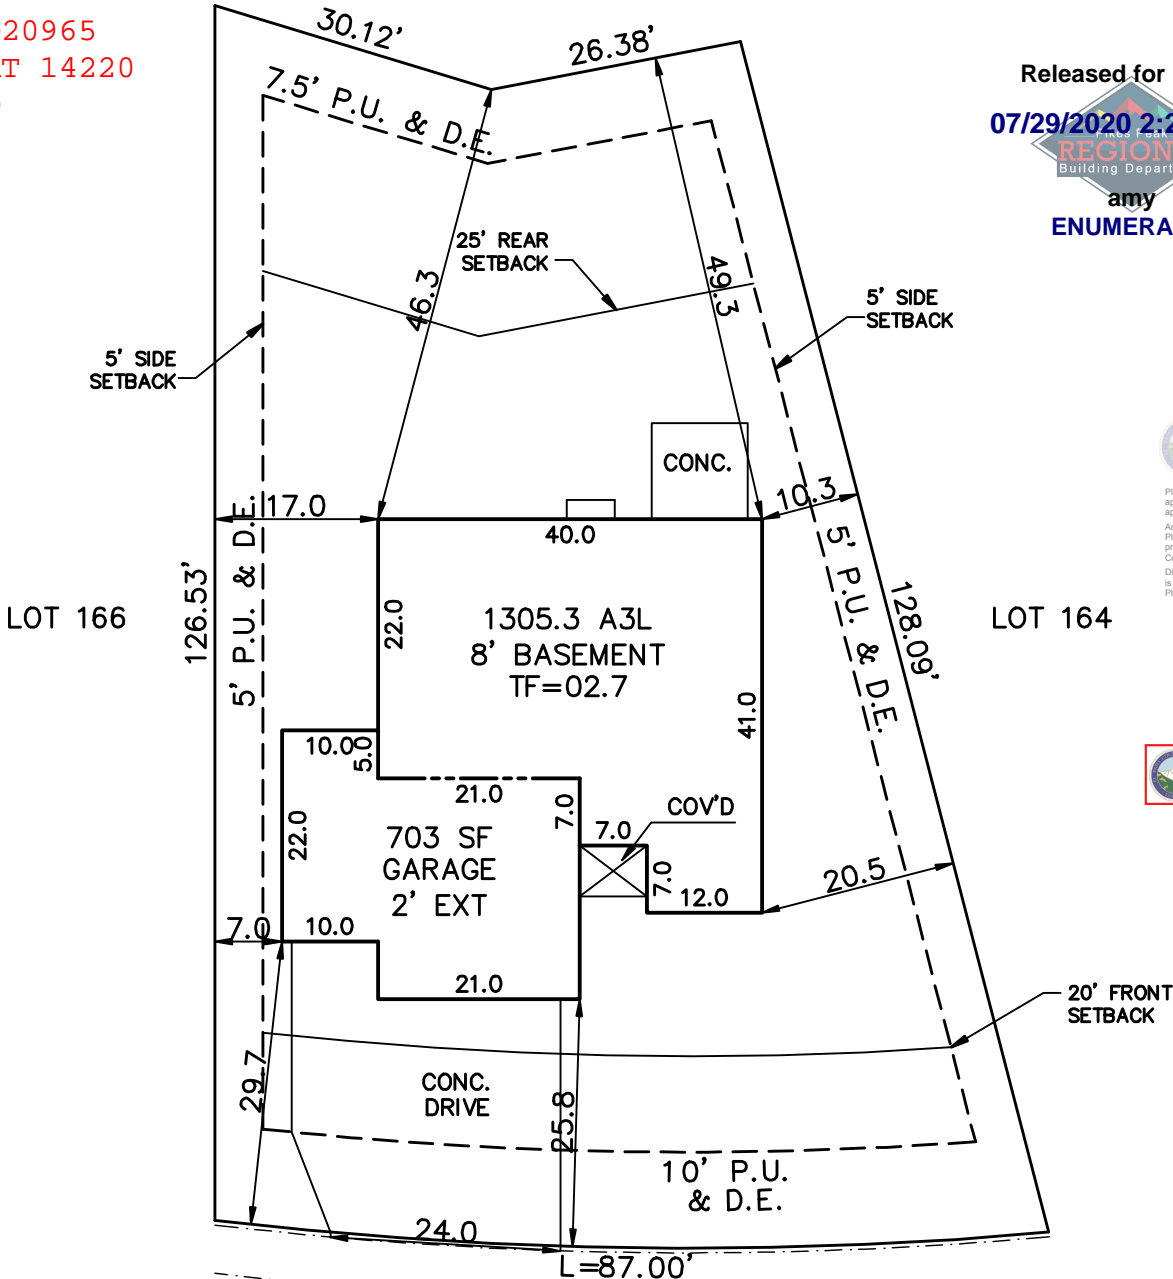 20965
AT 14220
30.12'
26.38'
7.5' P.U. & D.E.
Released for
07/29/2020 2:2
Pikes Peak
REGION
Building Depart
amy
ENUMERA
25' REAR
SETBACK
46.3
49.3
5' SIDE
SETBACK
5' SIDE
SETBACK
CONC.
17.0
10.3
40.0
126.53'
5' P.U. & D.E.
22.0
LOT 166
1305.3 A3L
8' BASEMENT
TF=02.7
5' P.U. & D.E.
128.09'
LOT 164
41.0
10.0
5.0
21.0
7.0
COV'D
7.0
7.0
12.0
22.0
703 SF
GARAGE
2' EXT
20.5
7.0
10.0
21.0
20' FRONT
SETBACK
29.7
CONC.
DRIVE
25.8
10' P.U.
& D.E.
24.0
L=87.00'